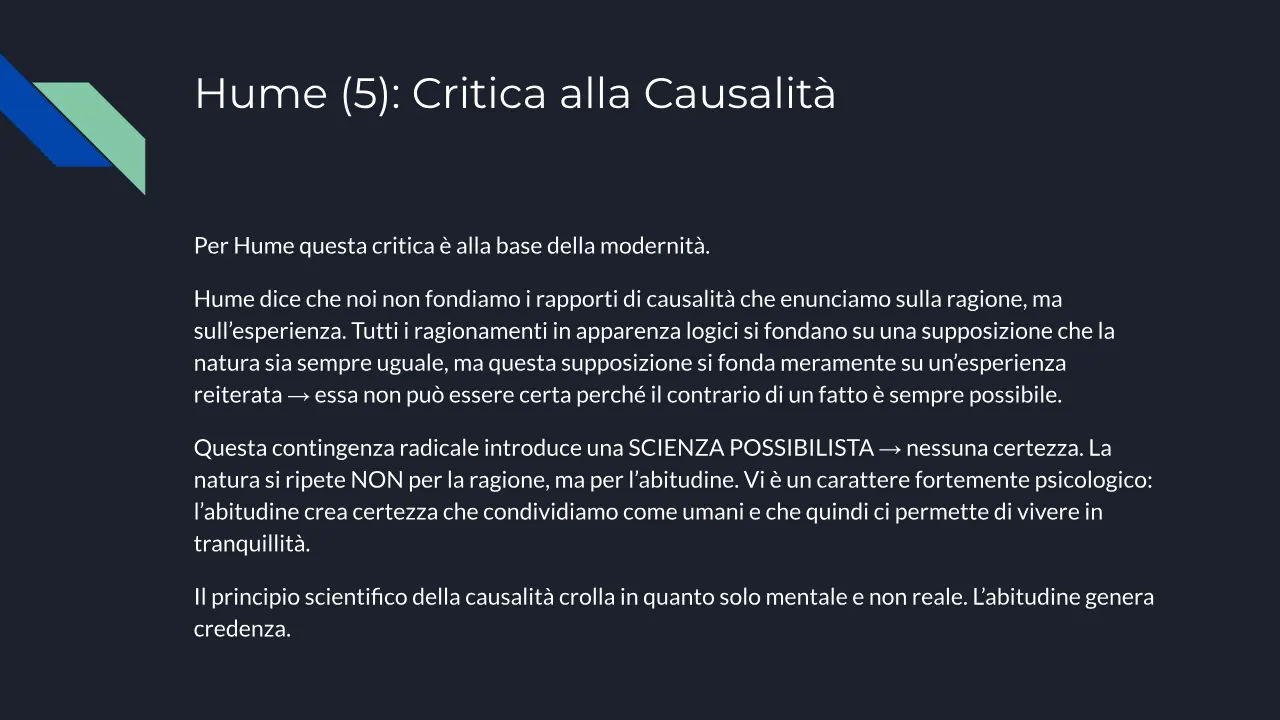 Hume (5): Critica alla Causalità
Per Hume questa critica è alla base della modernità.
Hume dice che noi non fondiamo i rapporti di causalità che enunciamo sulla ragione, ma
sull’esperienza. Tutti i ragionamenti in apparenza logici si fondano su una supposizione che la
natura sia sempre uguale, ma questa supposizione si fonda meramente su un’esperienza
reiterata → essa non può essere certa perché il contrario di un fatto è sempre possibile.
Questa contingenza radicale introduce una SCIENZA POSSIBILISTA → nessuna certezza. La
natura si ripete NON per la ragione, ma per l’abitudine. Vi è un carattere fortemente psicologico:
l’abitudine crea certezza che condividiamo come umani e che quindi ci permette di vivere in
tranquillità.
Il principio scientifico della causalità crolla in quanto solo mentale e non reale. L’abitudine genera
credenza.